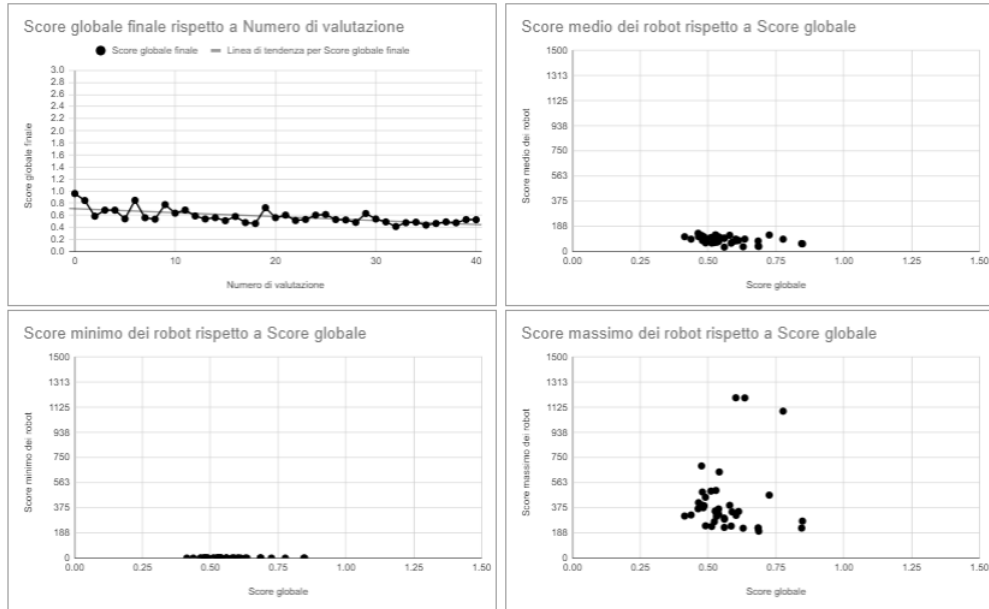 Score globale finale rispetto a Numero di valutazione
Score globale finale
Linea di tendenza per Score globale finale
Score globale finale
3.0
2.8
2.6
2.4
2.2
2.0
1.8
1.6
1.4
1.2
1.0
0.8
0.6
0.4
0.2
0.0
0 10 20 30 40
Numero di valutazione
Score medio dei robot rispetto a Score globale
Score medio dei robot
1500
1313
1125
938
750
563
375
188
0
0.00 0.25 0.50 0.75 1.00 1.25 1.50
Score globale
Score minimo dei robot rispetto a Score globale
Score minimo dei robot
1500
1313
1125
938
750
563
375
188
0
0.00 0.25 0.50 0.75 1.00 1.25 1.50
Score globale
Score massimo dei robot rispetto a Score globale
Score massimo dei robot
1500
1313
1125
938
750
563
375
188
0
0.00 0.25 0.50 0.75 1.00 1.25 1.50
Score globale